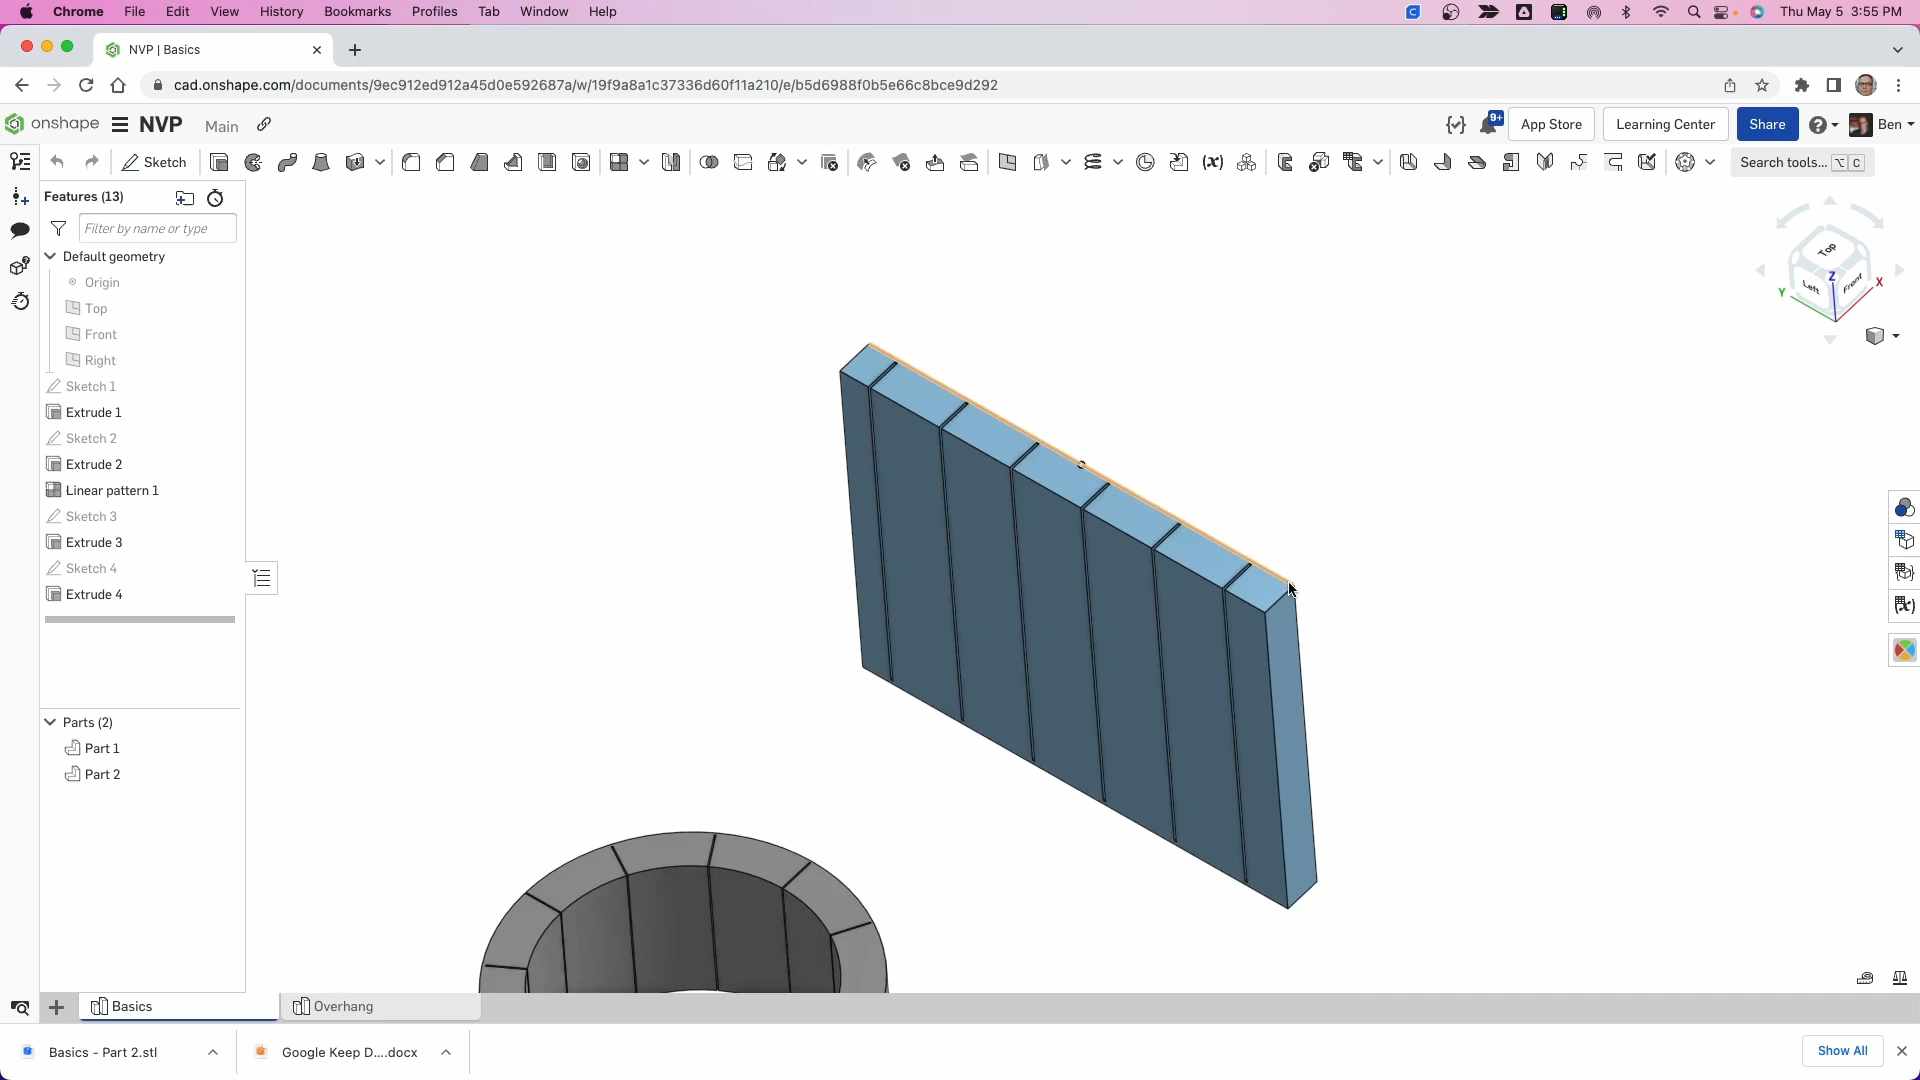 Chrome File Edit View History Bookmarks Profiles Tab Window Help Thu May 5 3:55 PM
NVP | Basics
cad.onshape.com/documents/9ec912ed912a45d0e592687a/w/19f9a8a1c37336d60f11a210/e/b5d6988f0b5e66c8bce9d292
onshape NVP Main 9+ App Store Learning Center Share Ben
Sketch (x) Search tools... ⌥ C
Features (13)
Filter by name or type
Default geometry
Origin
Top
Front
Right
Sketch 1
Extrude 1
Sketch 2
Extrude 2
Linear pattern 1
Sketch 3
Extrude 3
Sketch 4
Extrude 4
Parts (2)
Part 1
Part 2
Top
Left
Front
Z
X
Y
(x)
Basics Overhang
Basics - Part 2.stl Google Keep D....docx Show All